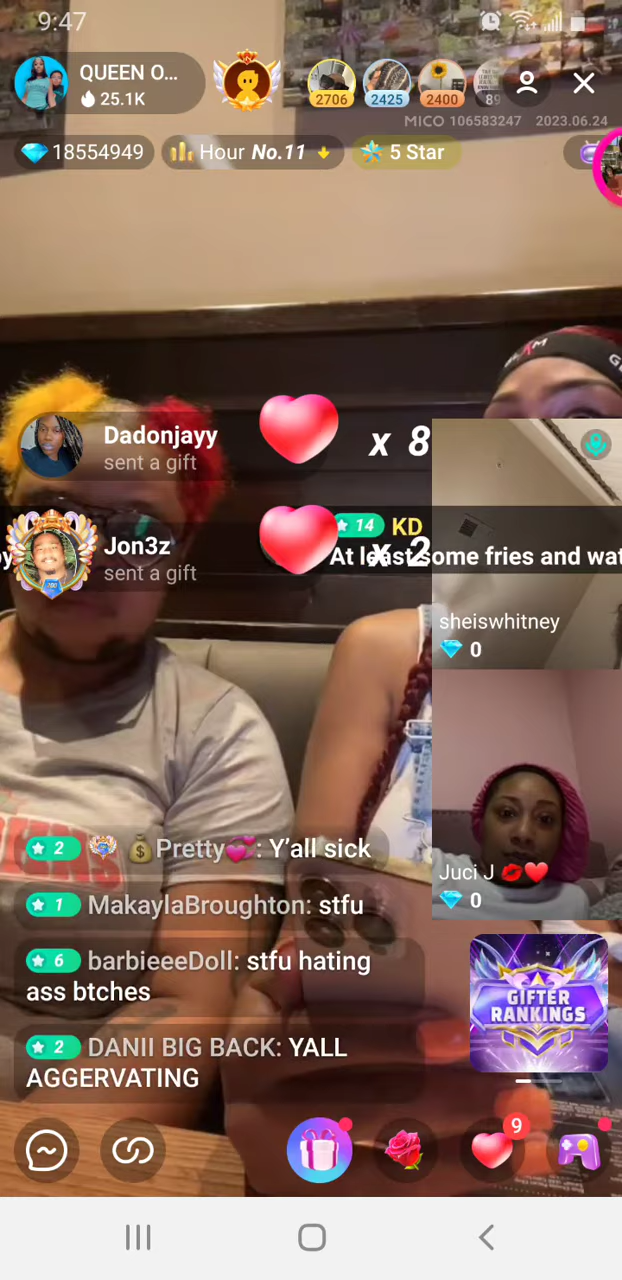 9:47
QUEEN O...
25.1K
2706
2425
2400
89
MICO 106583247 2023.06.24
18554949
Hour No.11
5 Star
GLAM
G
Dadonjayy
sent a gift
x 8
14 KD
Jon3z
sent a gift
x 2
At least some fries and wat
200
sheiswhitney
0
Juci J 💋❤️
0
2 💰Pretty💞: Y'all sick
1 MakaylaBroughton: stfu
6 barbieeeDoll: stfu hating
ass btches
2 DANII BIG BACK: YALL
AGGERVATING
GIFTER
RANKINGS
9